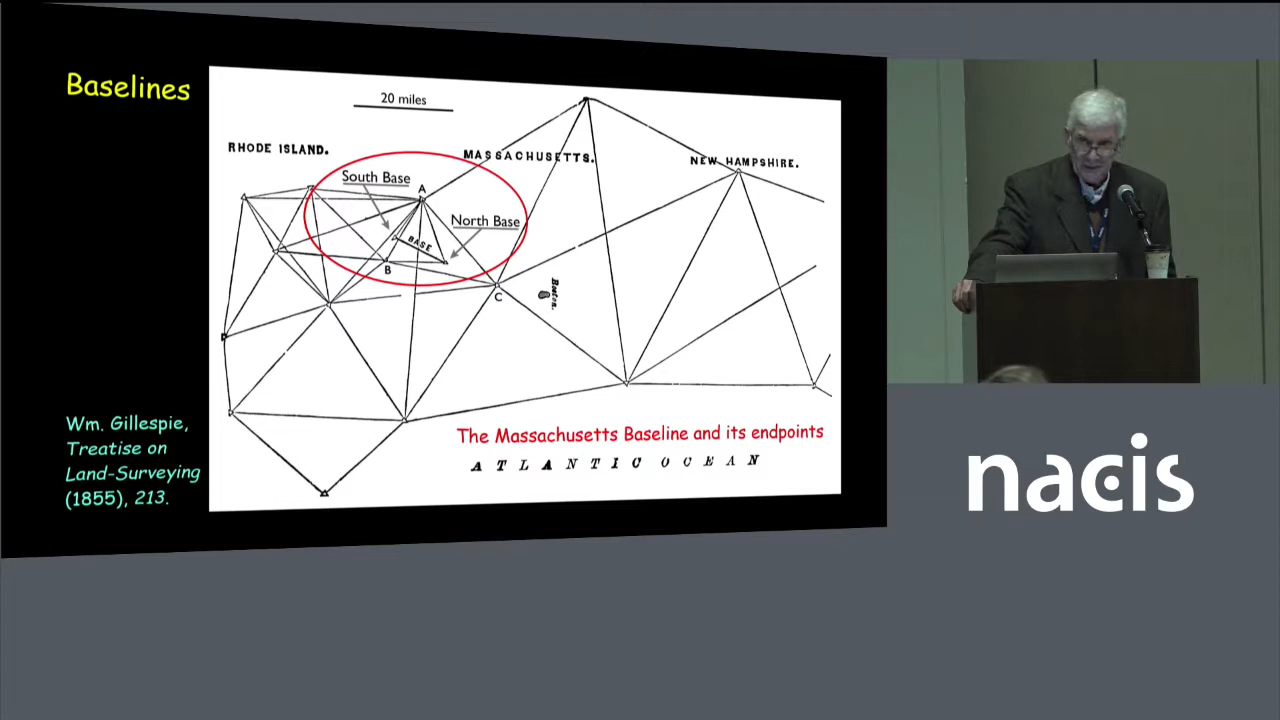 Baselines
20 miles
RHODE ISLAND.
MASSACHUSETTS.
NEW HAMPSHIRE.
South Base
A
North Base
BASE
B
C
Boston.
Wm. Gillespie,
Treatise on
Land-Surveying
(1855), 213.
The Massachusetts Baseline and its endpoints
ATLANTIC OCEAN
nacis